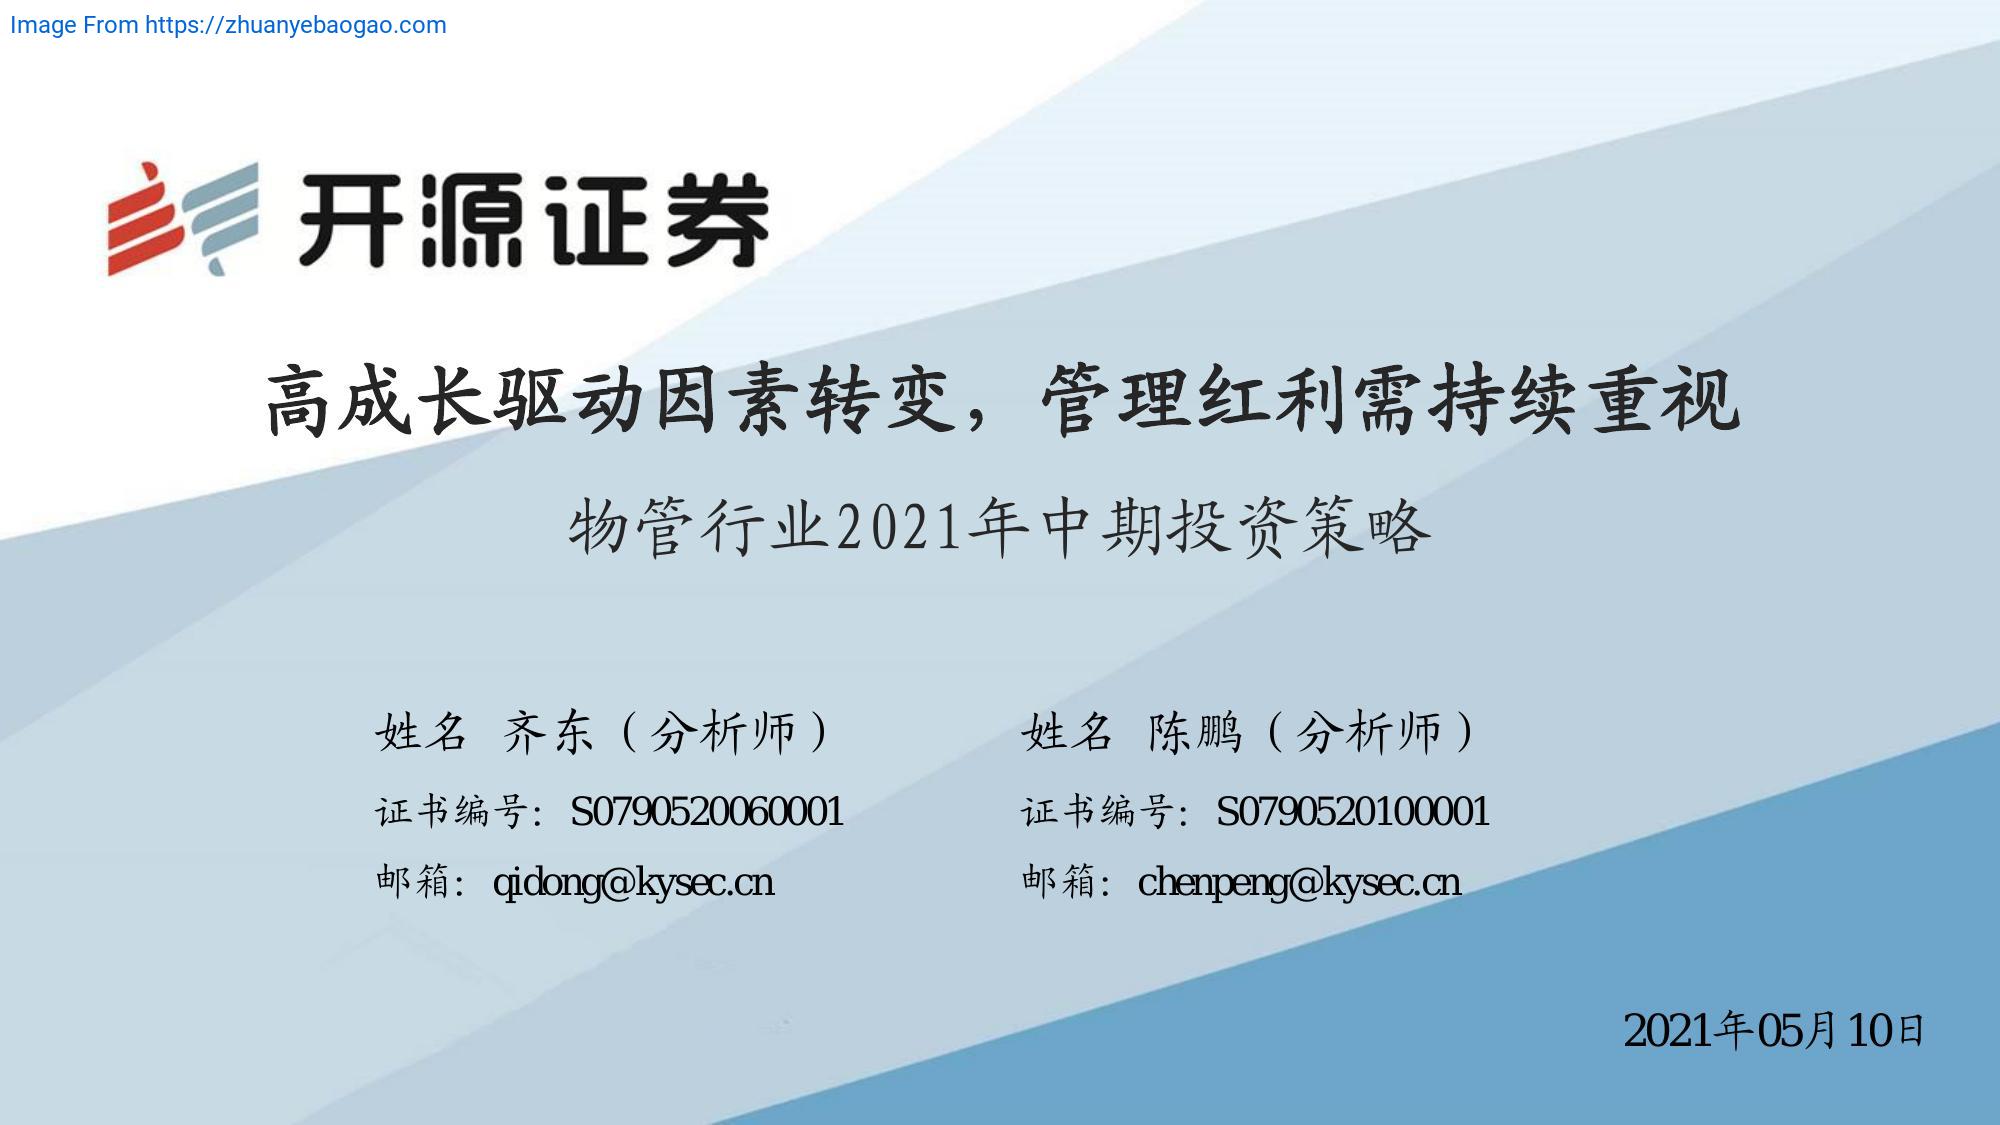 Image From https://zhuanyebaogao.com
开源证券
高成长驱动因素转变，管理红利需持续重视
物管行业2021年中期投资策略
姓名 齐东（分析师）
证书编号：S0790520060001
邮箱：qidong@kysec.cn
姓名 陈鹏（分析师）
证书编号：S0790520100001
邮箱：chenpeng@kysec.cn
2021年05月10日